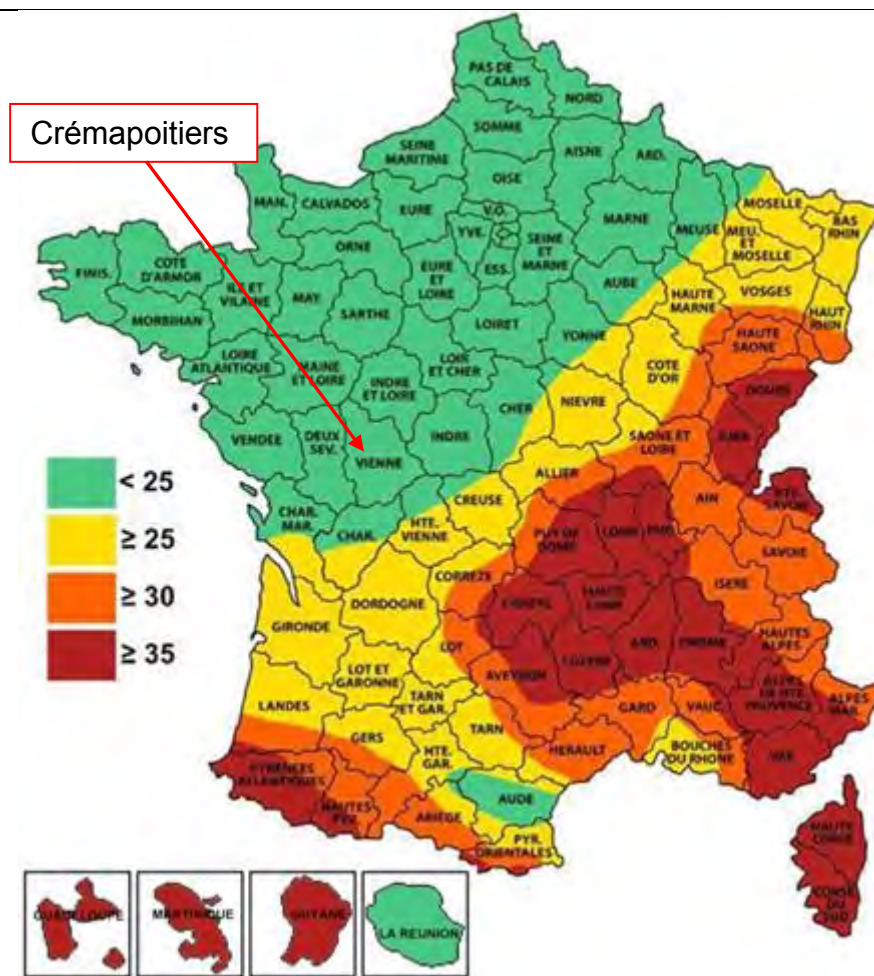 PAS DE
CALAIS
NORD
Crémapoitiers
SOMME
SEINE
MARITIME
AISNE
ARD.
OISE
MAN.
CALVADOS
EURE
V.O.
YVE.
ESS.
SEINE
ET
MARNE
MARNE
MEUSE
MOSELLE
BAS
RHIN
MEU.
ET
MOSELLE
FINIS.
COTE
D'ARMOR
ORNE
EURE
ET
LOIRE
AUBE
HAUTE
MARNE
VOSGES
HAUT
RHIN
MORBIHAN
ILE ET
VILAINE
MAY.
SARTHE
LOIRET
YONNE
HAUTE
SAONE
LOIRE
ATLANTIQUE
MAINE
ET LOIRE
LOIR
ET CHER
INDRE
ET LOIRE
CHER
NIEVRE
COTE
D'OR
DOUBS
JURA
VENDEE
DEUX
SEV.
VIENNE
INDRE
SAONE ET
LOIRE
ALLIER
CREUSE
AIN
HTE.
SAVOIE
CHAR.
MAR.
CHAR.
HTE.
VIENNE
PUY DE
DOME
LOIRE
SAVOIE
ISERE
CORREZE
DORDOGNE
GIRONDE
CANTAL
HAUTE
LOIRE
ARD.
DROME
HAUTES
ALPES
LOT
LOT ET
GARONNE
AVEYRON
LOZERE
LANDES
TARN
ET GAR.
TARN
GARD
VAUC.
ALPES
DE HTE
PROVENCE
ALPES
MAR.
GERS
HTE.
GAR.
HERAULT
BOUCHES
DU RHONE
VAR
PYRENEES
ATLANTIQUES
HAUTES
PYR.
ARIÈGE
AUDE
PYR.
ORIENTALES
HAUTE
CORSE
CORSE
DU
SUD
< 25
≥ 25
≥ 30
≥ 35
GUADELOUPE
MARTINIQUE
GUYANE
LA REUNION